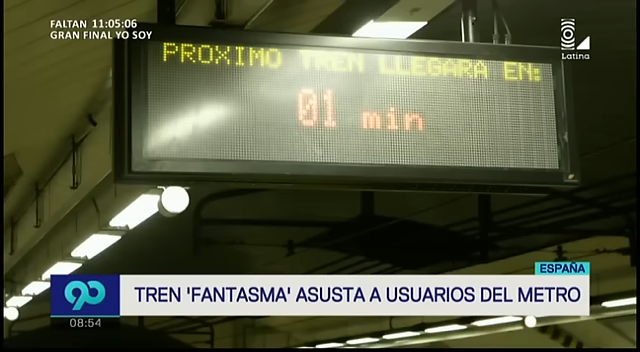 FALTAN 11:05:06
GRAN FINAL YO SOY
Latina
PROXIMO TREN LLEGARA EN:
01 min
ESPAÑA
90
TREN 'FANTASMA' ASUSTA A USUARIOS DEL METRO
08:54